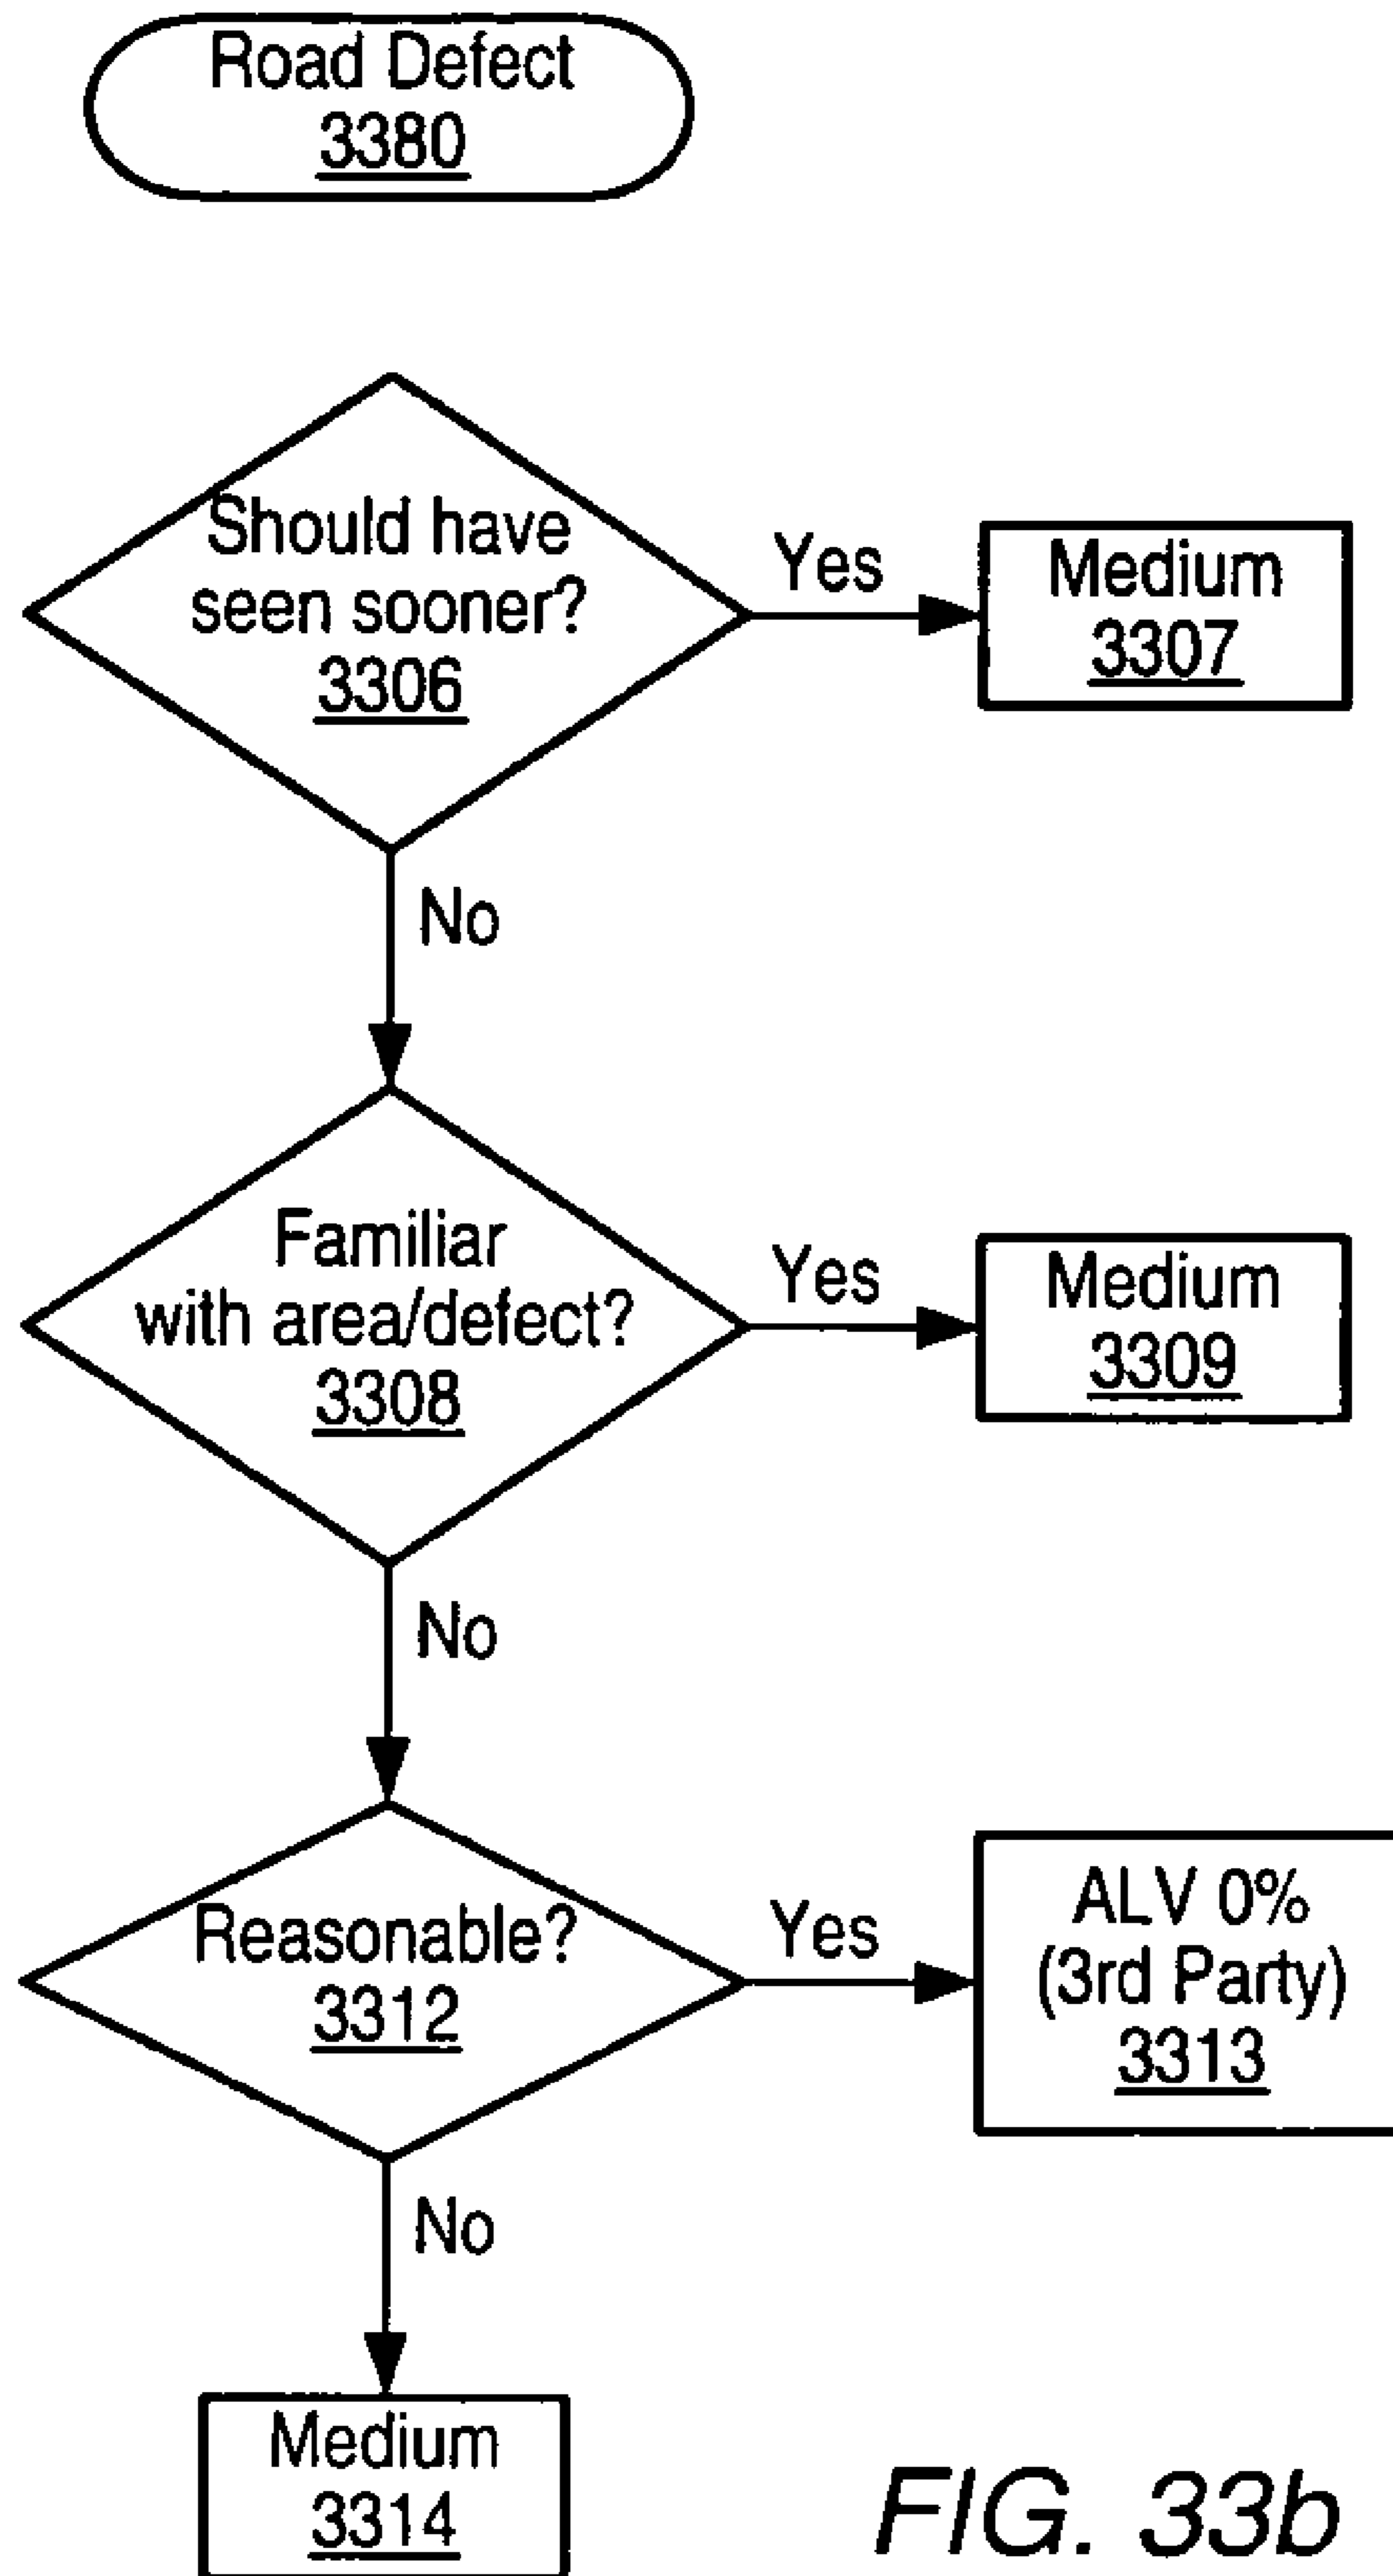 Road Defect
3380
Should have
seen sooner?
3306
Yes
Medium
3307
No
Familiar
with area/defect?
3308
Yes
Medium
3309
No
Reasonable?
3312
Yes
ALV 0%
(3rd Party)
3313
No
Medium
3314
FIG. 33b